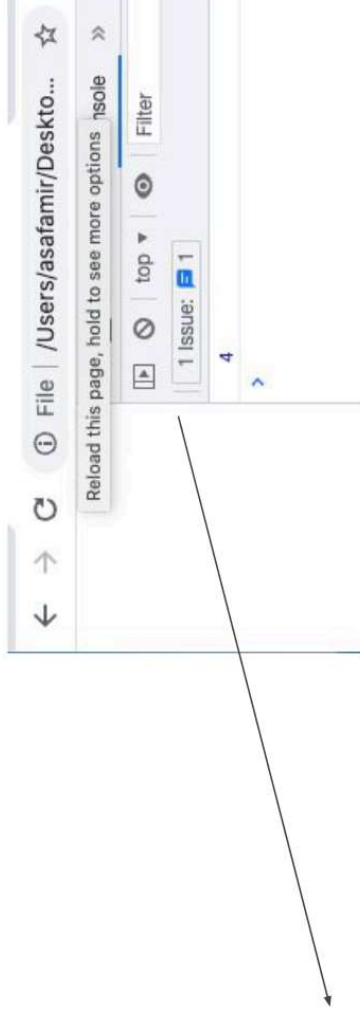 File | /Users/asafamir/Deskto...
Reload this page, hold to see more options nsole
top Filter
1 Issue: 1
4